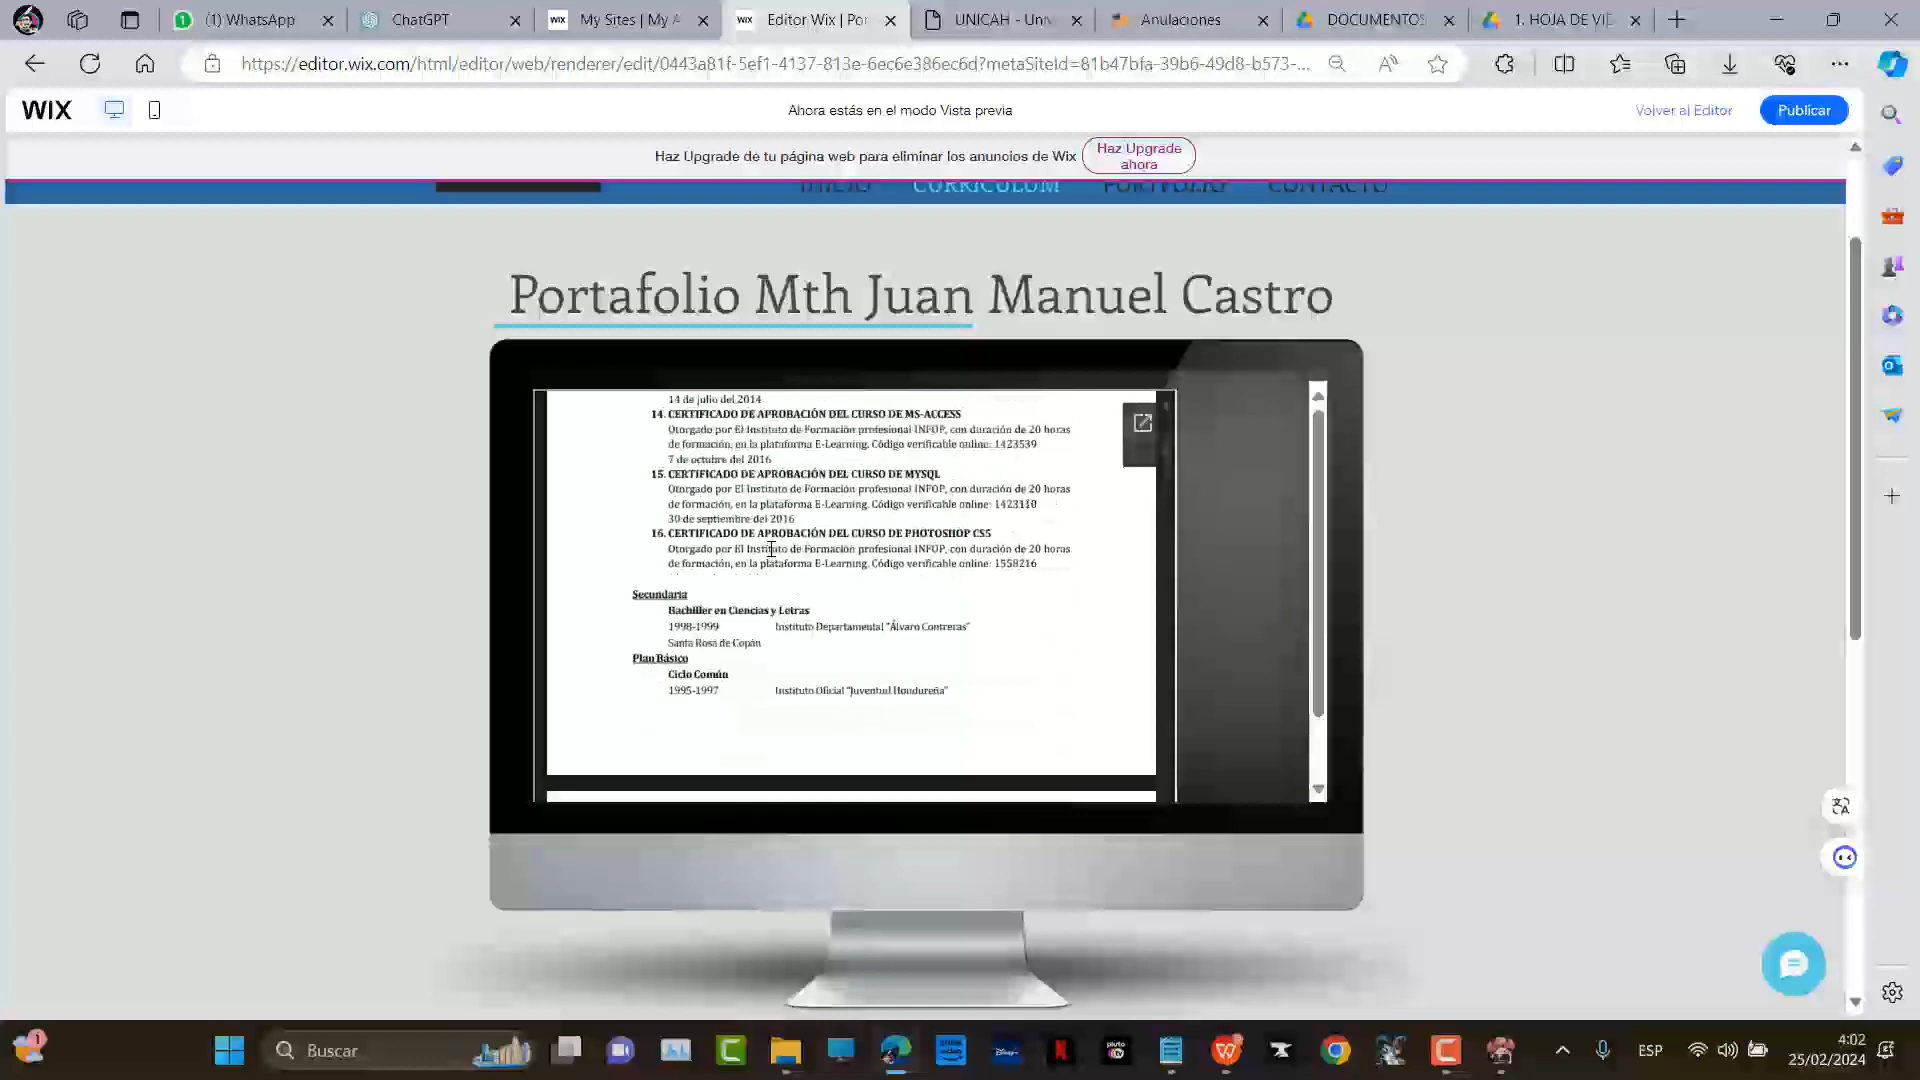 (1) WhatsApp
ChatGPT
My Sites | My A
Editor Wix | Por
UNICAH - Univ
Anulaciones
DOCUMENTOS
1. HOJA DE VID
https://editor.wix.com/html/editor/web/renderer/edit/0443a81f-5ef1-4137-813e-6ec6e386ec6d?metaSiteId=81b47bfa-39b6-49d8-b573-...
WIX
Ahora estás en el modo Vista previa
Volver al Editor
Publicar
Haz Upgrade de tu página web para eliminar los anuncios de Wix
Haz Upgrade
ahora
INICIO
CURRICULUM
PORTFOLIO
CONTACTO
Portafolio Mth Juan Manuel Castro
14 de julio del 2014
14. CERTIFICADO DE APROBACIÓN DEL CURSO DE MS-ACCESS
Otorgado por El Instituto de Formación profesional INFOP, con duración de 20 horas
de formación, en la plataforma E-Learning. Código verificable online: 1423539
7 de octubre del 2016
15. CERTIFICADO DE APROBACIÓN DEL CURSO DE MYSQL
Otorgado por El Instituto de Formación profesional INFOP, con duración de 20 horas
de formación, en la plataforma E-Learning. Código verificable online: 1423110
30 de septiembre del 2016
16. CERTIFICADO DE APROBACIÓN DEL CURSO DE PHOTOSHOP CS5
Otorgado por El Instituto de Formación profesional INFOP, con duración de 20 horas
de formación, en la plataforma E-Learning. Código verificable online: 1558216
Secundaria
Bachiller en Ciencias y Letras
1998-1999 Instituto Departamental "Álvaro Contreras"
Santa Rosa de Copán
Plan Básico
Ciclo Común
1995-1997 Instituto Oficial "Juventud Hondureña"
Buscar
ESP
4:02
25/02/2024